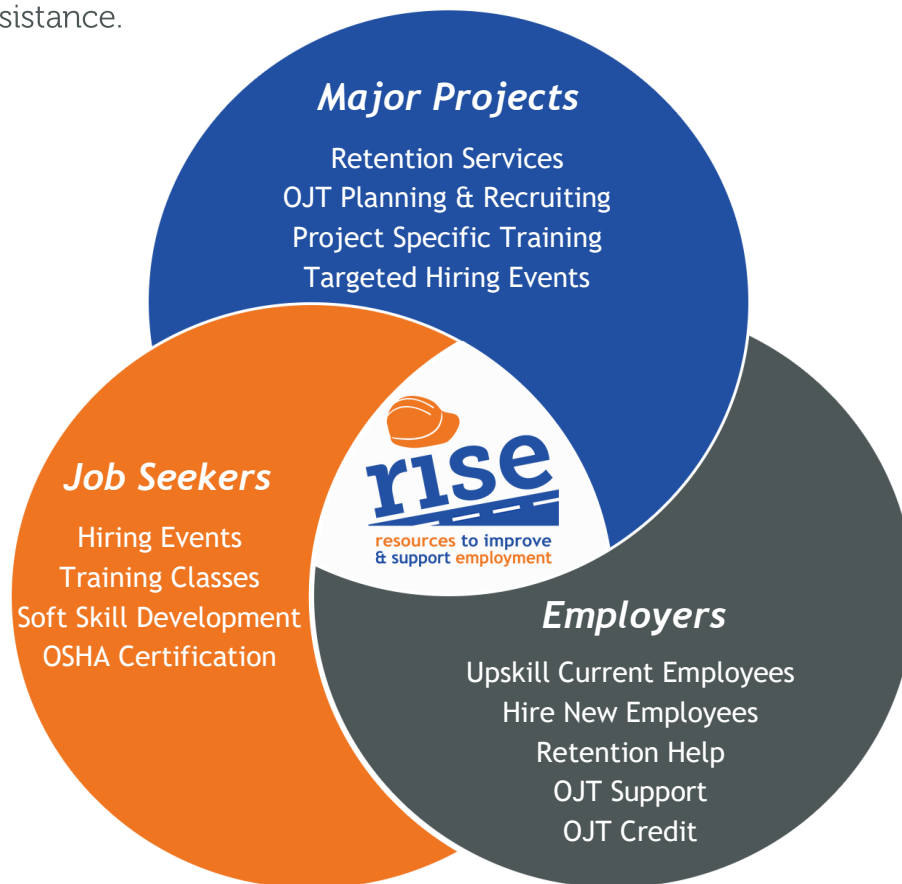 sistance.
Major Projects
Retention Services
OJT Planning & Recruiting
Project Specific Training
Targeted Hiring Events
rise
resources to improve
& support employment
Job Seekers
Hiring Events
Training Classes
Soft Skill Development
OSHA Certification
Employers
Upskill Current Employees
Hire New Employees
Retention Help
OJT Support
OJT Credit